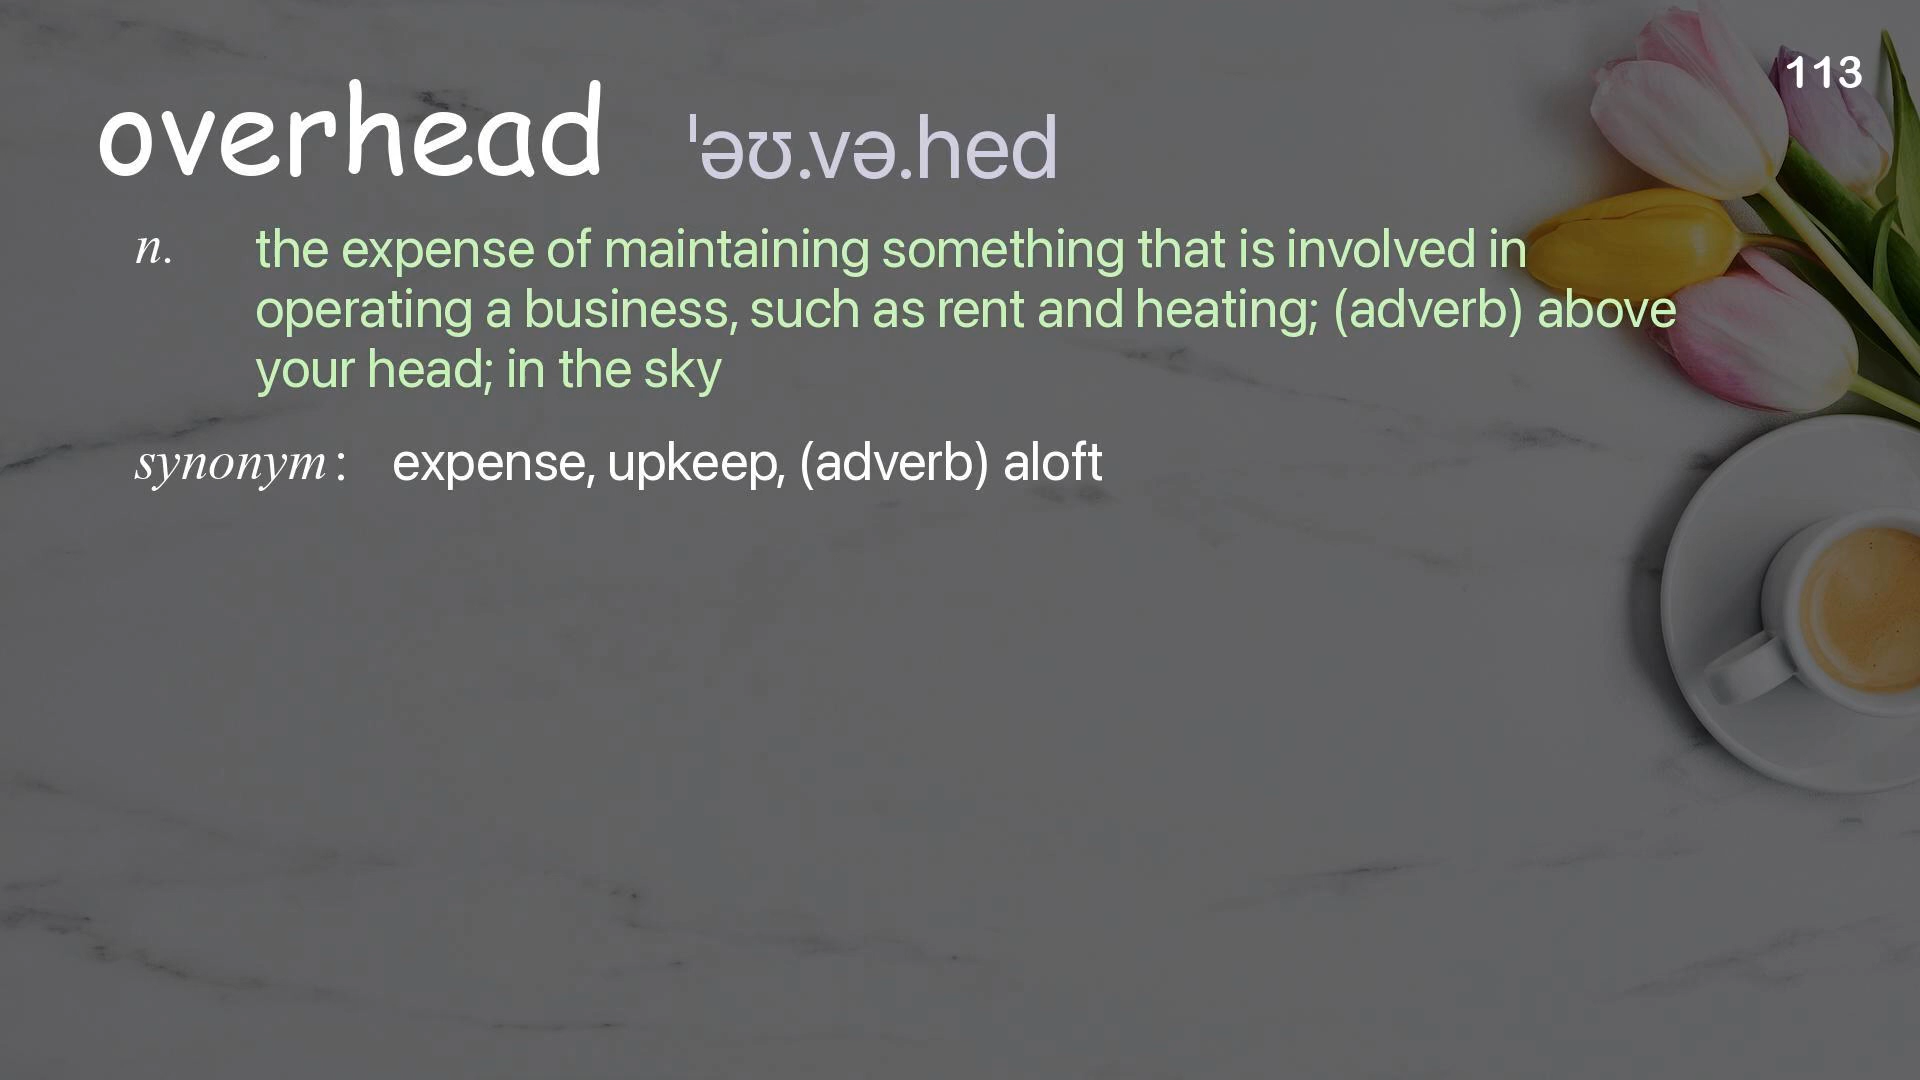 113
overhead ˈəʊ.və.hed
n. the expense of maintaining something that is involved in
operating a business, such as rent and heating; (adverb) above
your head; in the sky
synonym: expense, upkeep, (adverb) aloft